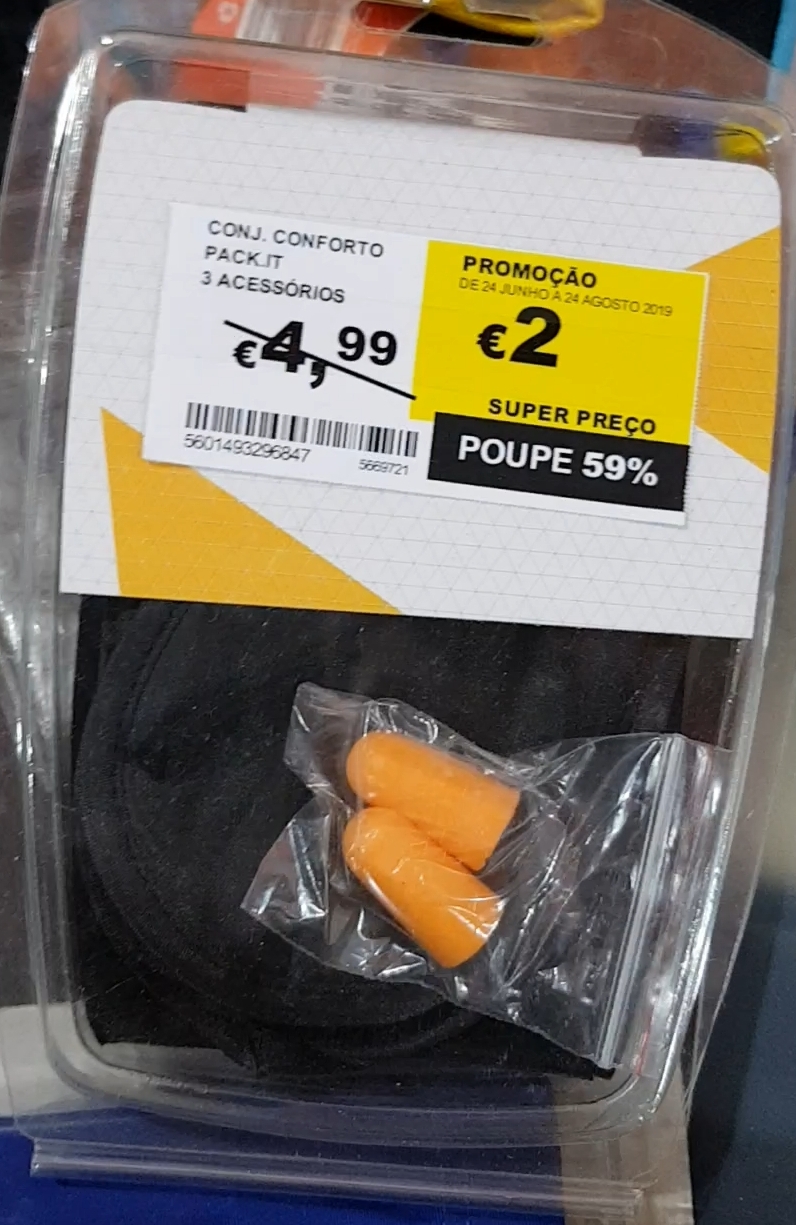 CONJ. CONFORTO
PACK.IT
3 ACESSÓRIOS
€4,99
5601493296847
5669721
PROMOÇÃO
DE 24 JUNHO A 24 AGOSTO 2019
€2
SUPER PREÇO
POUPE 59%